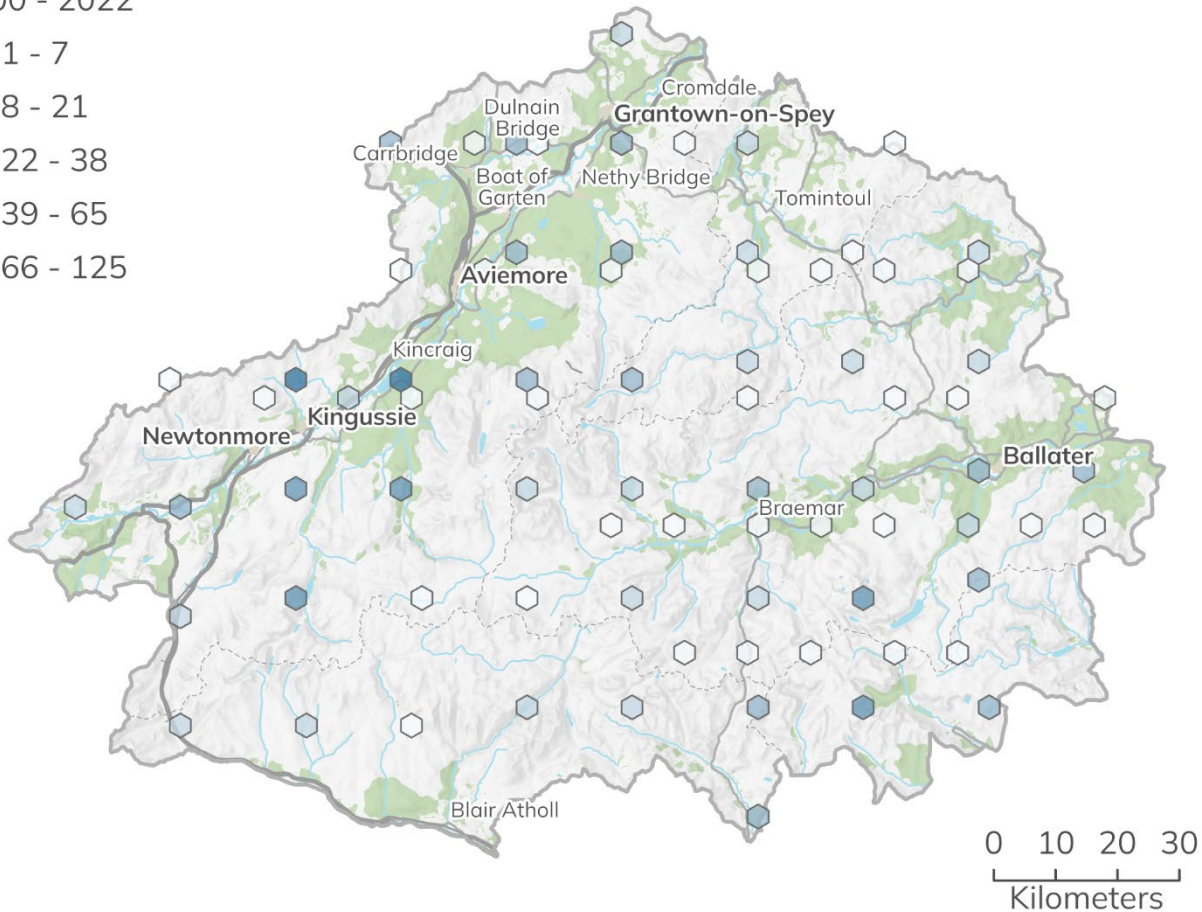 00 - 2022
1 - 7
8 - 21
22 - 38
39 - 65
66 - 125
Cromdale
Dulnain
Bridge
Grantown-on-Spey
Carrbridge
Boat of
Garten
Nethy Bridge
Tomintoul
Aviemore
Kincraig
Kingussie
Newtonmore
Ballater
Braemar
Blair Atholl
0 10 20 30
Kilometers